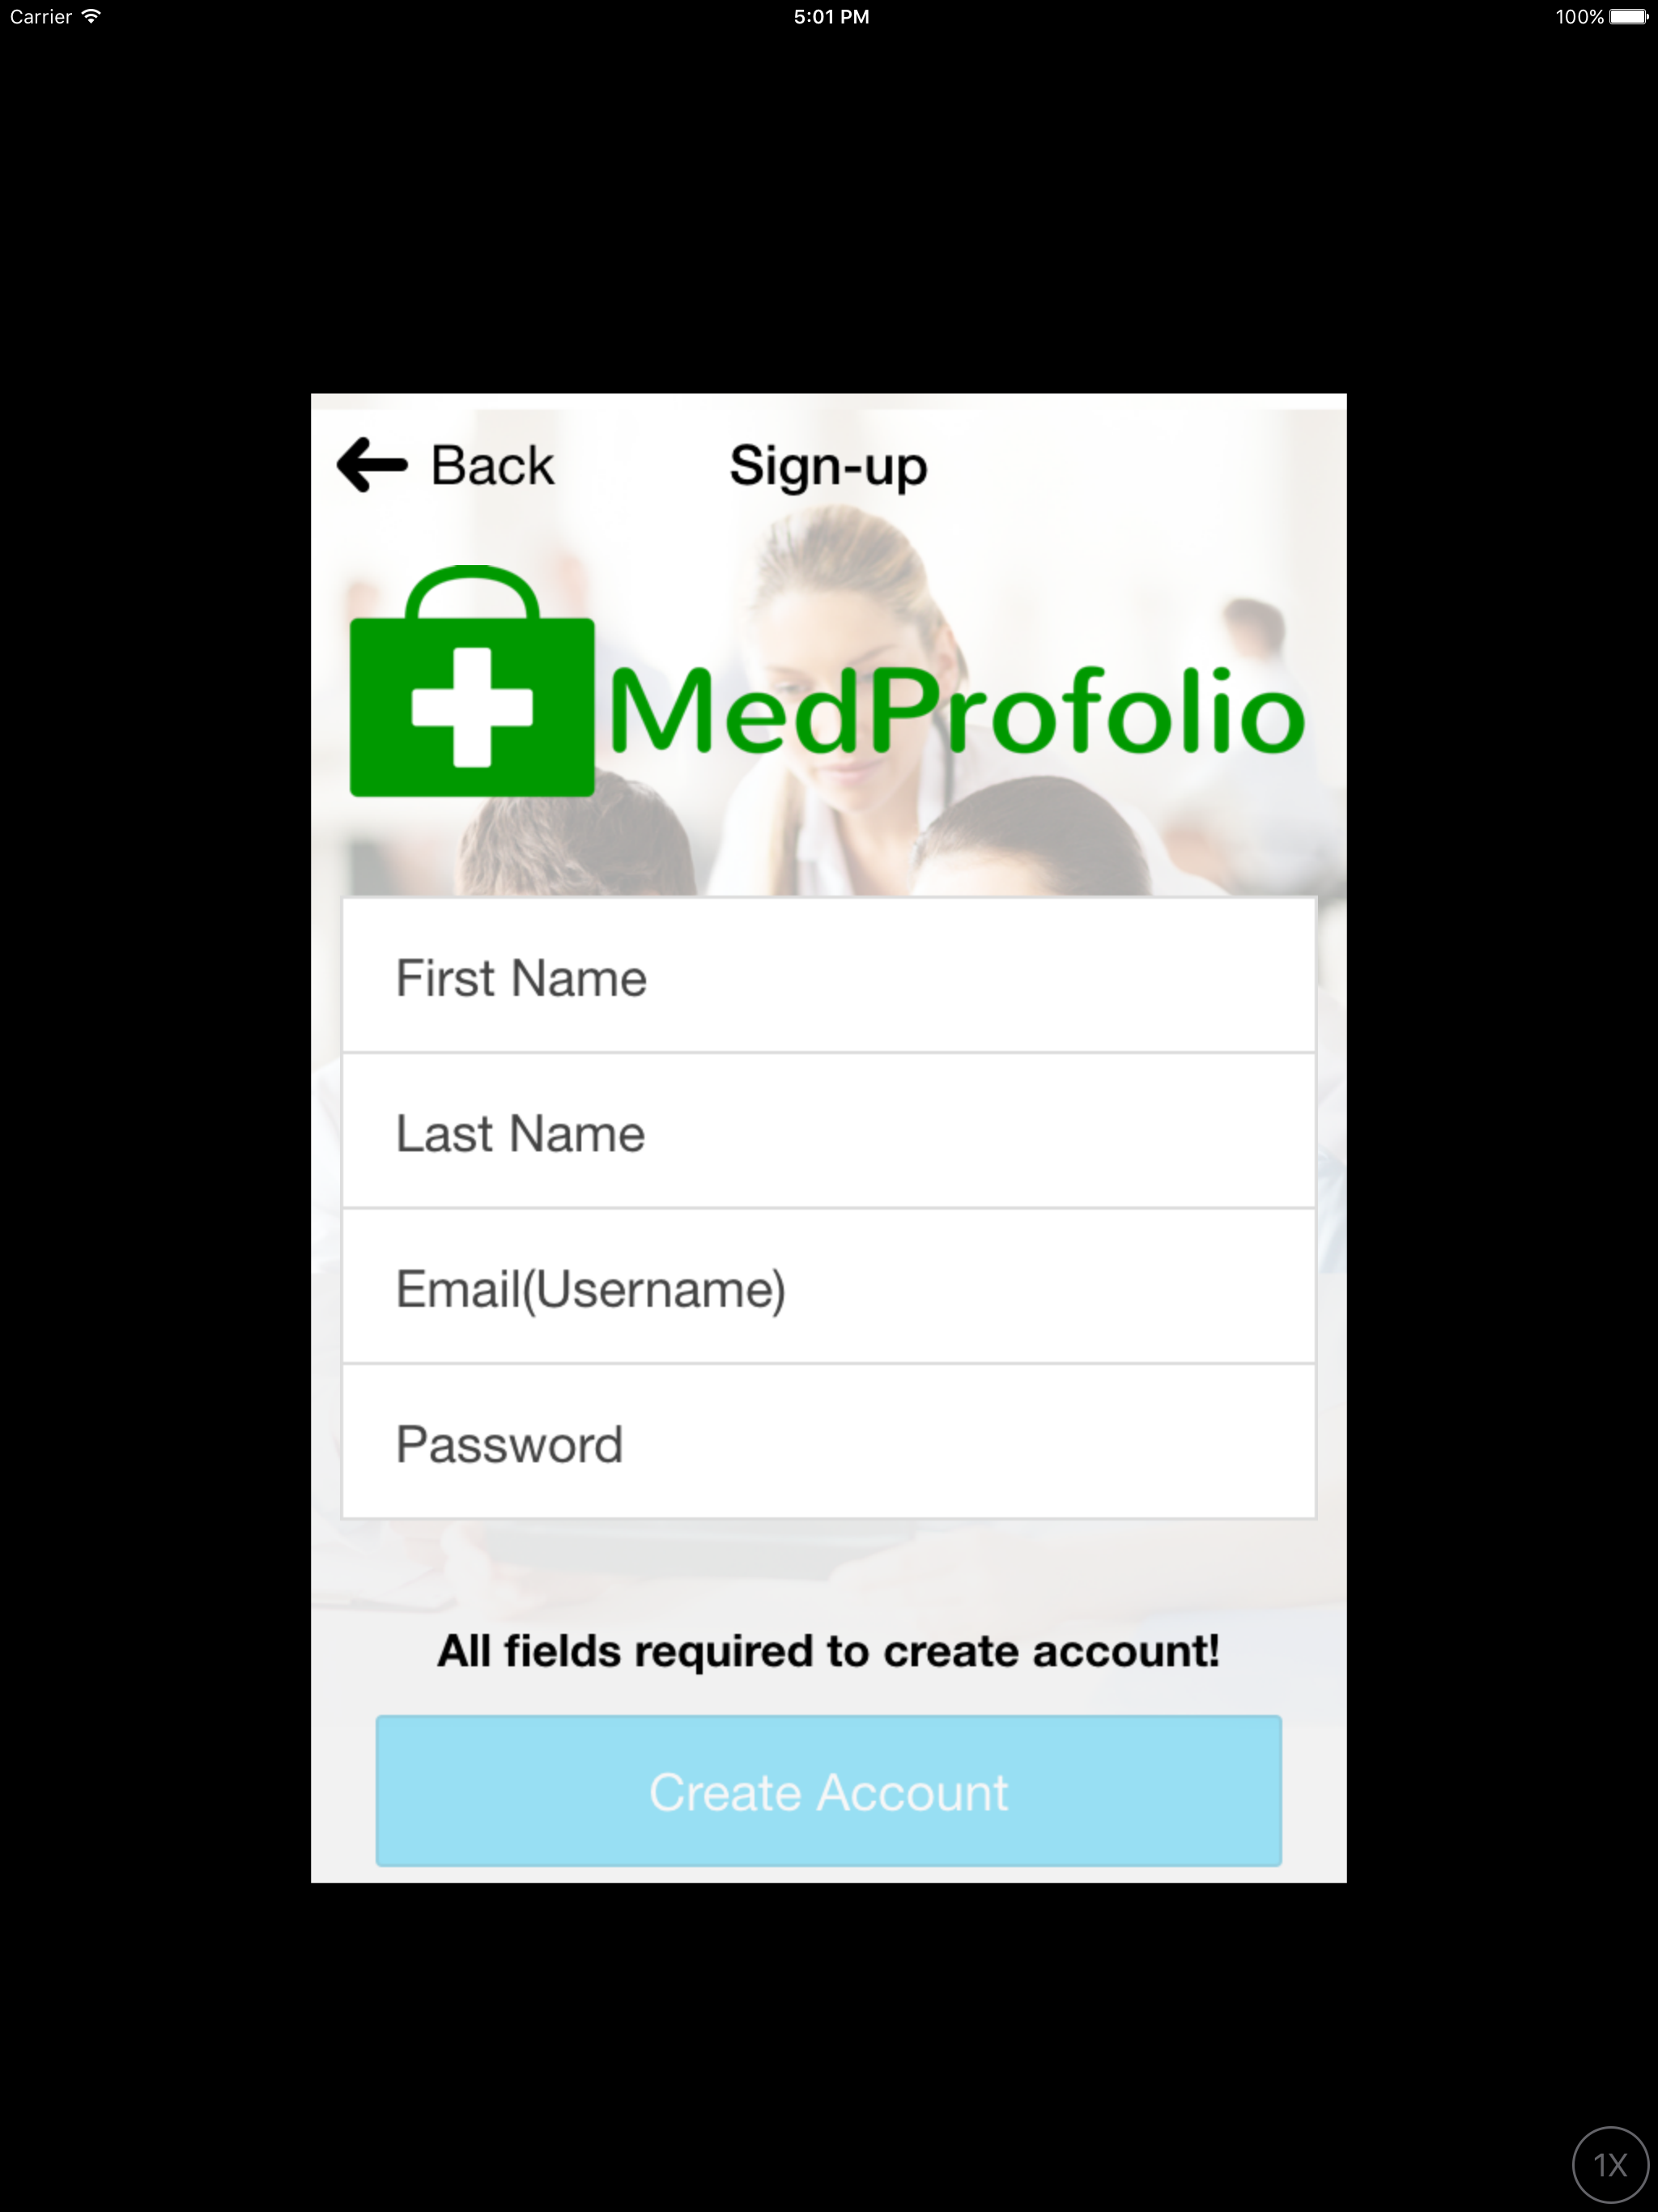 Carrier 5:01 PM 100%
Back Sign-up
MedProfolio
First Name
Last Name
Email(Username)
Password
All fields required to create account!
Create Account
1X